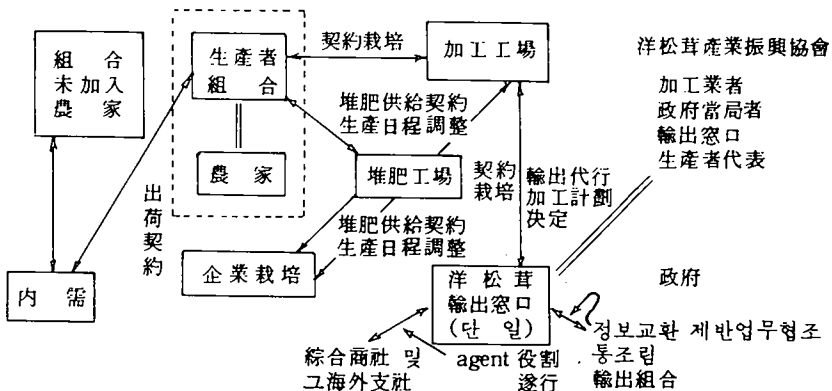 組合
未加入
農家
生產者
組合
農家
契約栽培
加工工場
洋松茸產業振興協會
加工業者
政府當局者
輸出窓口
生產者代表
堆肥供給契約
生產日程調整
堆肥工場
契約
栽培
輸出代行
加工計劃
決定
出荷契約
堆肥供給契約
生產日程調整
企業栽培
內需
洋松茸
輸出窓口
(단일)
政府
정보교환 제반업무협조
통조림
輸出組合
綜合商社 및
그海外支社
agent 役割
遂行